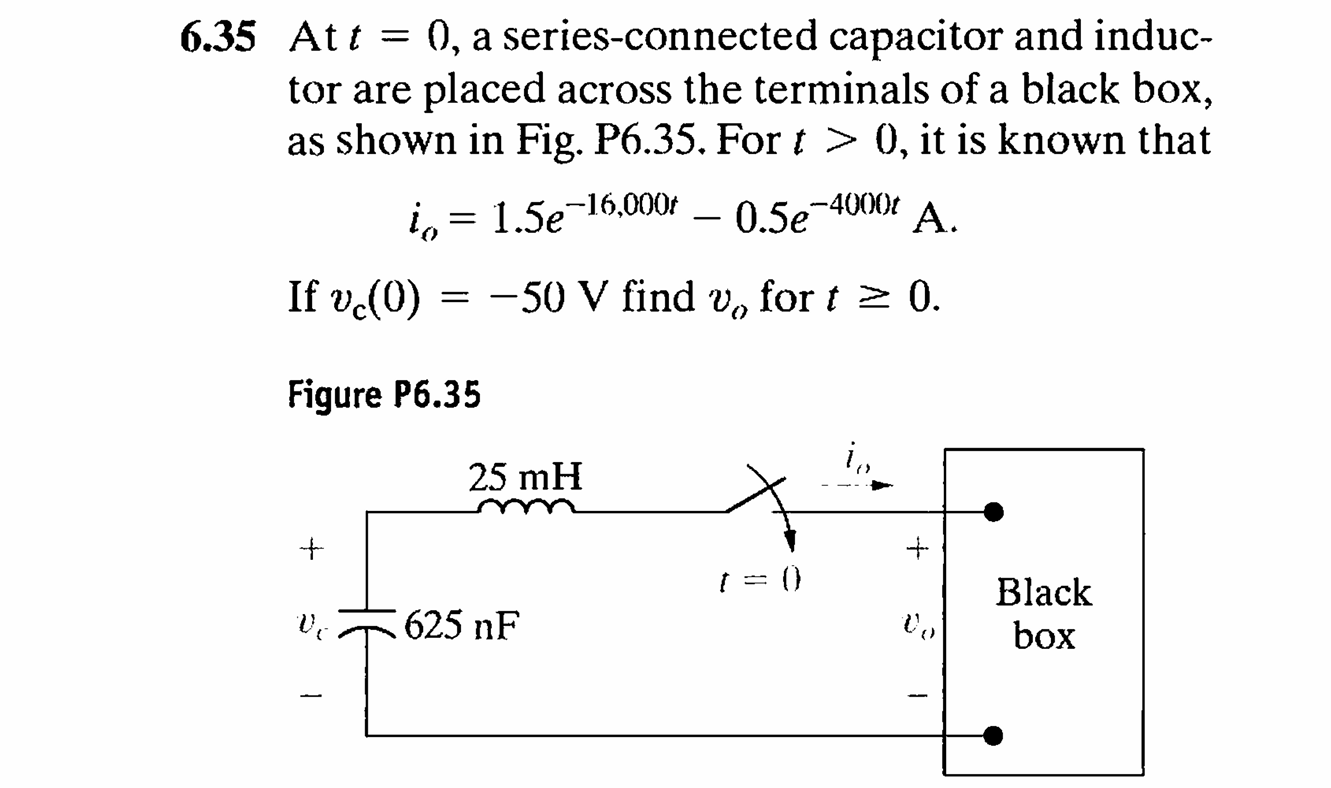 6.35 At t = 0, a series-connected capacitor and induc-
tor are placed across the terminals of a black box,
as shown in Fig. P6.35. For t > 0, it is known that
i_o = 1.5e^{-16,000t} − 0.5e^{-4000t} A.
If v_c(0) = −50 V find v_o for t ≥ 0.
Figure P6.35
i_o
25 mH
+
+
t = 0
Black
v_c
625 nF
v_o
box
−
−